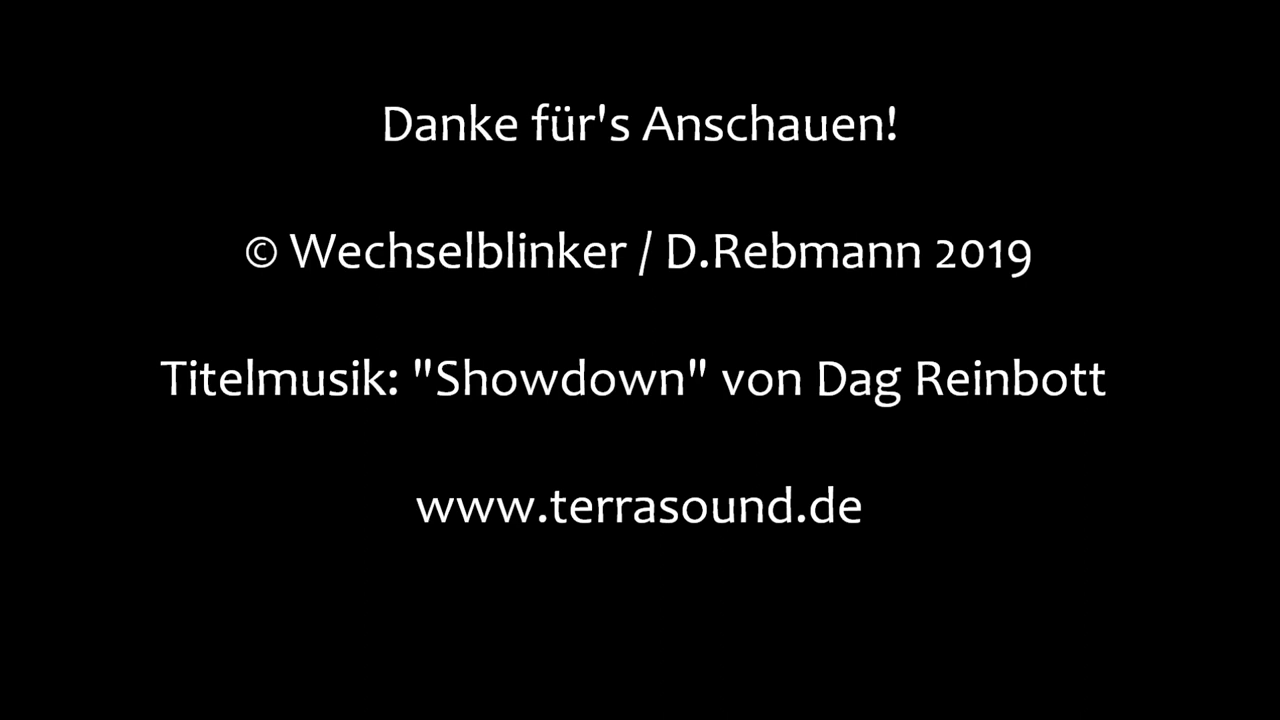 Danke für's Anschauen!
© Wechselblinker / D.Rebmann 2019
Titelmusik: "Showdown" von Dag Reinbott
www.terrasound.de